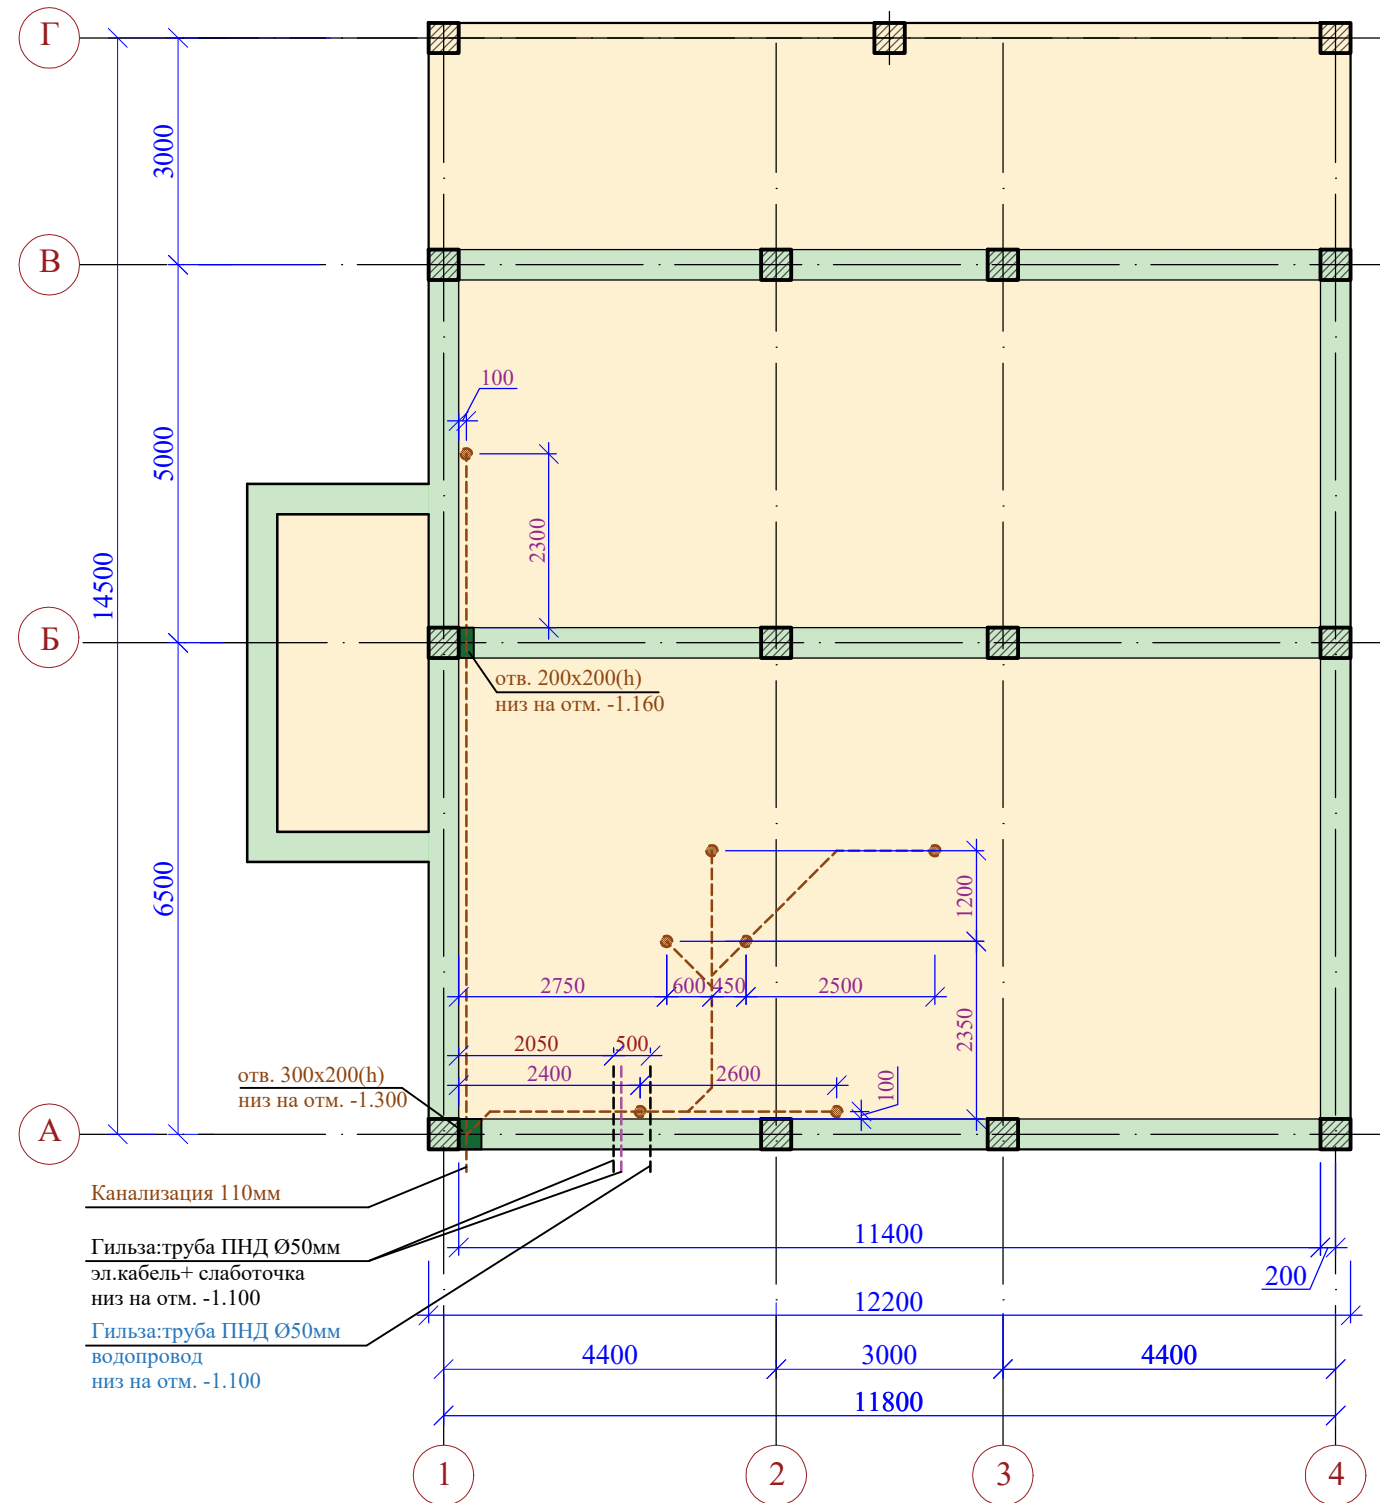 Г
3000
В
100
5000
2300
14500
Б
отв. 200х200(h)
низ на отм. -1.160
6500
1200
2750
600
450
2500
2350
2050
500
отв. 300х200(h)
низ на отм. -1.300
2400
2600
100
А
Канализация 110мм
Гильза:труба ПНД Ø50мм
эл.кабель+ слаботочка
низ на отм. -1.100
11400
200
12200
Гильза:труба ПНД Ø50мм
водопровод
низ на отм. -1.100
4400
3000
4400
11800
1
2
3
4